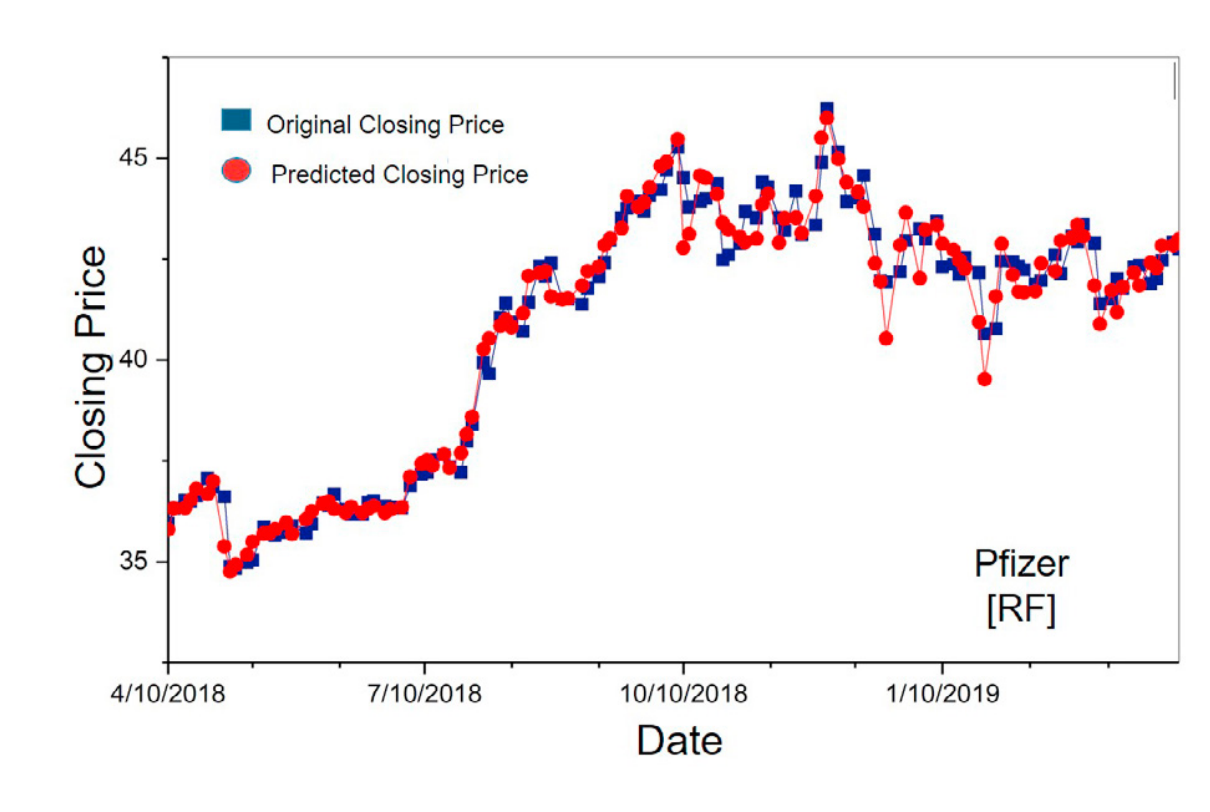 Original Closing Price
Predicted Closing Price
45
40
35
Closing Price
Pfizer
[RF]
4/10/2018
7/10/2018
10/10/2018
1/10/2019
Date